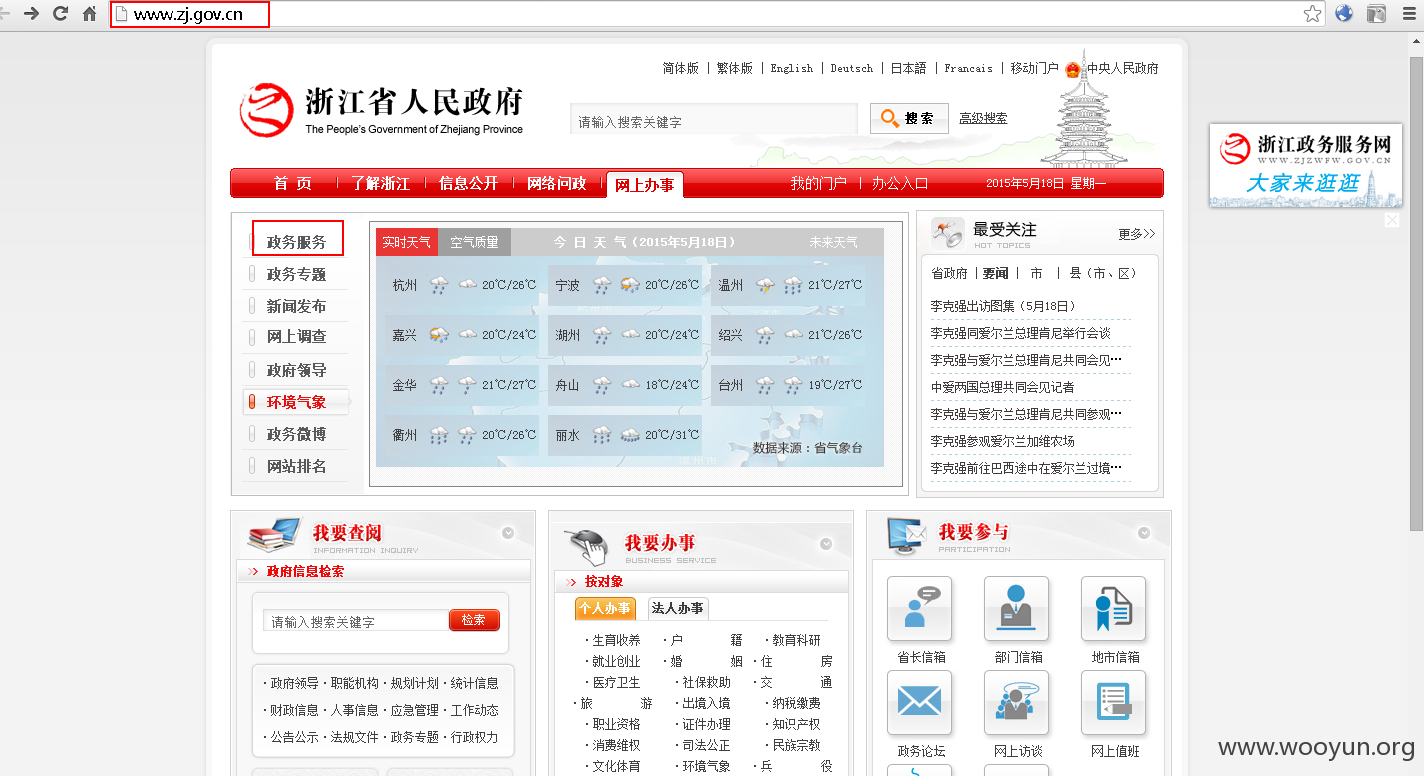 www.zj.gov.cn
简体版 | 繁体版 | English | Deutsch | 日本語 | Francais | 移动门户 中央人民政府
浙江省人民政府
The People's Government of Zhejiang Province
请输入搜索关键字 搜索 高级搜索
浙江政务服务网
WWW.ZJZWFW.GOV.CN
大家来逛逛
首 页 了解浙江 信息公开 网络问政 网上办事 我的门户 | 办公入口 2015年5月18日 星期一
政务服务
政务专题
新闻发布
网上调查
政府领导
环境气象
政务微博
网站排名
实时天气 空气质量 今 日 天 气（2015年5月18日） 未来天气
杭州 20℃/26℃ 宁波 20℃/26℃ 温州 21℃/27℃
嘉兴 20℃/24℃ 湖州 20℃/24℃ 绍兴 21℃/26℃
金华 21℃/27℃ 舟山 18℃/24℃ 台州 19℃/27℃
衢州 20℃/26℃ 丽水 20℃/31℃
数据来源：省气象台
最受关注 更多>>
HOT TOPICS
省政府 | 要闻 | 市 | 县（市、区）
李克强出访图集（5月18日）
李克强同爱尔兰总理肯尼举行会谈
李克强与爱尔兰总理肯尼共同会见…
中爱两国总理共同会见记者
李克强与爱尔兰总理肯尼共同参观…
李克强参观爱尔兰加维农场
李克强前往巴西途中在爱尔兰过境…
我要查阅
INFORMATION INQUIRY
政府信息检索
请输入搜索关键字 检索
·政府领导·职能机构·规划计划·统计信息
·财政信息·人事信息·应急管理·工作动态
·公告公示·法规文件·政务专题·行政权力
我要办事
BUSINESS SERVICE
按对象
个人办事 法人办事
·生育收养 ·户 籍 ·教育科研
·就业创业 ·婚 姻 ·住 房
·医疗卫生 ·社保救助 ·交 通
·旅 游 ·出境入境 ·纳税缴费
·职业资格 ·证件办理 ·知识产权
·消费维权 ·司法公正 ·民族宗教
·文化体育 ·环境气象 ·兵 役
我要参与
PARTICIPATION
省长信箱 部门信箱 地市信箱
政务论坛 网上访谈 网上值班
www.wooyun.org